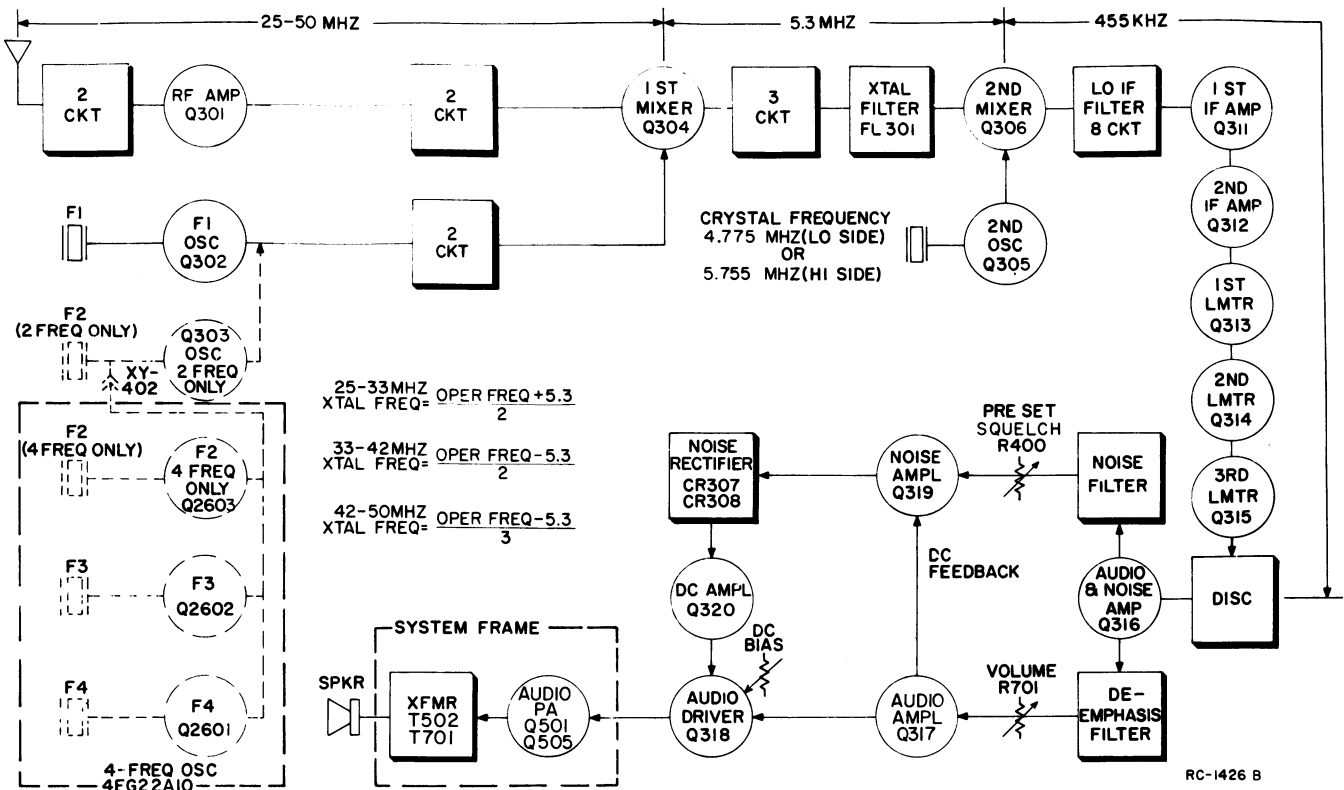 25-50 MHZ
5.3 MHZ
455 KHZ
2
CKT
RF AMP
Q301
2
CKT
1 ST
MIXER
Q304
3
CKT
XTAL
FILTER
FL 301
2ND
MIXER
Q306
LO IF
FILTER
8 CKT
1 ST
IF AMP
Q311
F1
F1
OSC
Q302
2
CKT
CRYSTAL FREQUENCY
4.775 MHZ(LO SIDE)
OR
5.755 MHZ(HI SIDE)
2ND
OSC
Q305
2ND
IF AMP
Q312
1ST
LMTR
Q313
2ND
LMTR
Q314
3RD
LMTR
Q315
F2
(2 FREQ ONLY)
Q303
OSC
2 FREQ
ONLY
XY-
402
25-33MHZ
XTAL FREQ= OPER FREQ+5.3
2
33-42MHZ
XTAL FREQ= OPER FREQ-5.3
2
42-50MHZ
XTAL FREQ= OPER FREQ-5.3
3
F2
(4 FREQ ONLY)
F2
4 FREQ
ONLY
Q2603
F3
F3
Q2602
F4
F4
Q2601
4-FREQ OSC
4EG22A10
NOISE
RECTIFIER
CR307
CR308
NOISE
AMPL
Q319
PRE SET
SQUELCH
R400
NOISE
FILTER
DC AMPL
Q320
DC
FEEDBACK
AUDIO
& NOISE
AMP
Q316
DISC
SYSTEM FRAME
SPKR
XFMR
T502
T701
AUDIO
PA
Q501
Q505
DC
BIAS
AUDIO
DRIVER
Q318
AUDIO
AMPL
Q317
VOLUME
R701
DE-
EMPHASIS
FILTER
RC-1426 B